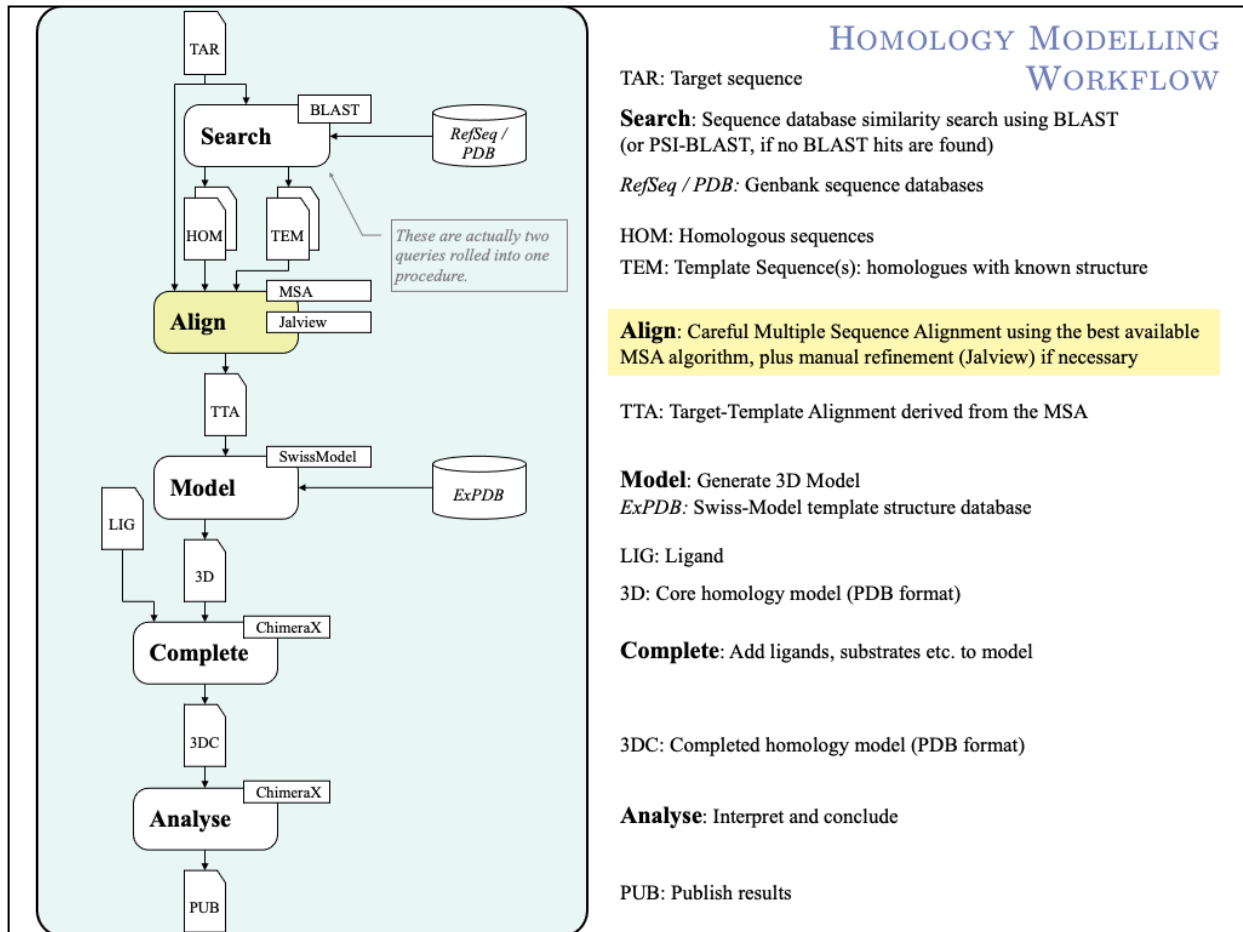 HOMOLOGY MODELLING
WORKFLOW
TAR
BLAST
Search
RefSeq /
PDB
HOM
TEM
These are actually two
queries rolled into one
procedure.
MSA
Align
Jalview
TTA
SwissModel
Model
ExPDB
LIG
3D
ChimeraX
Complete
3DC
ChimeraX
Analyse
PUB
TAR: Target sequence
Search: Sequence database similarity search using BLAST
(or PSI-BLAST, if no BLAST hits are found)
RefSeq / PDB: Genbank sequence databases
HOM: Homologous sequences
TEM: Template Sequence(s): homologues with known structure
Align: Careful Multiple Sequence Alignment using the best available
MSA algorithm, plus manual refinement (Jalview) if necessary
TTA: Target-Template Alignment derived from the MSA
Model: Generate 3D Model
ExPDB: Swiss-Model template structure database
LIG: Ligand
3D: Core homology model (PDB format)
Complete: Add ligands, substrates etc. to model
3DC: Completed homology model (PDB format)
Analyse: Interpret and conclude
PUB: Publish results